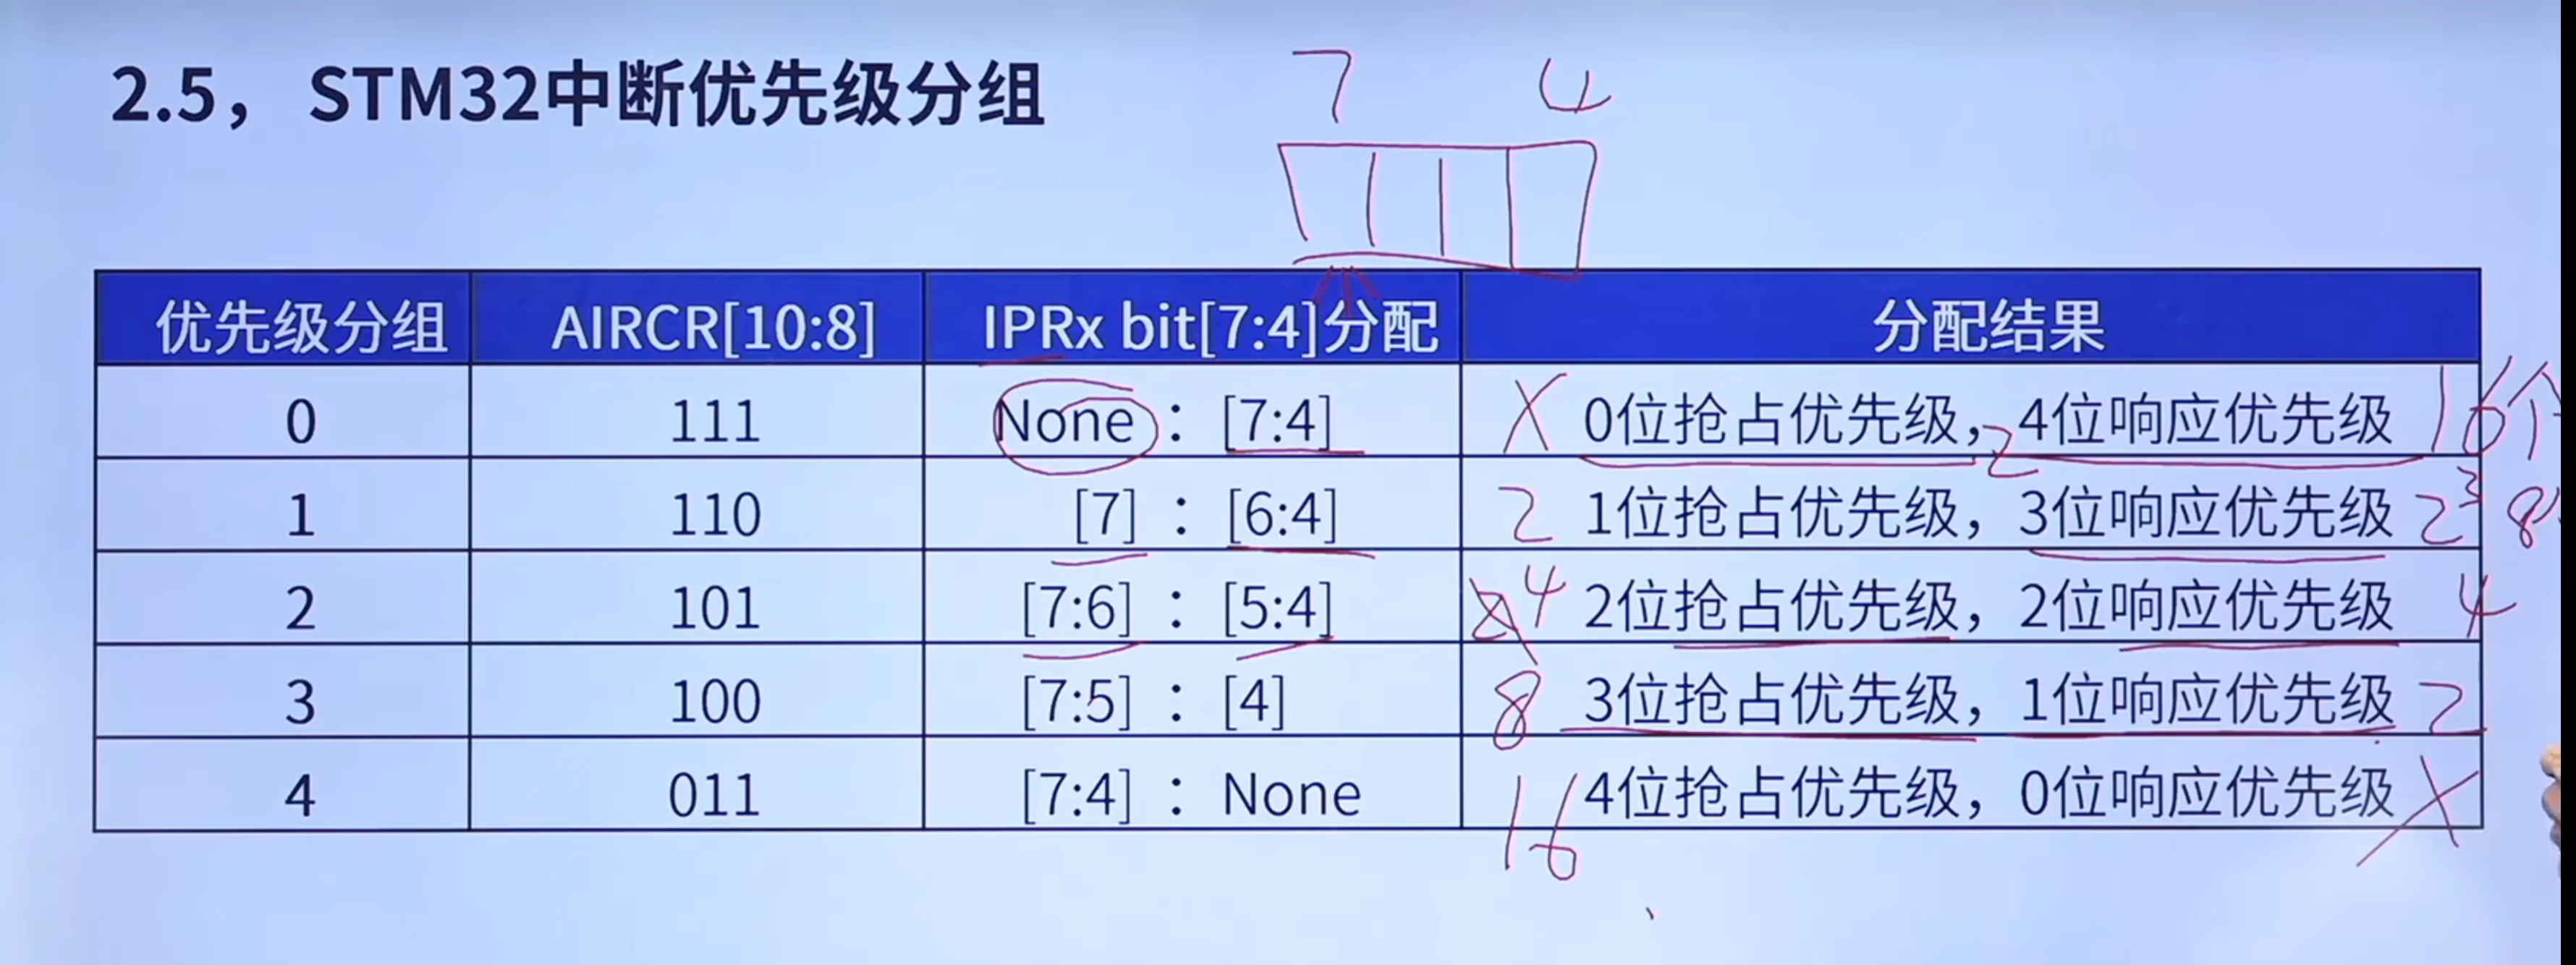 7 4
2.5， STM32中断优先级分组
优先级分组 AIRCR[10:8] IPRx bit[7:4]分配 分配结果
0 111 None : [7:4] X 0位抢占优先级，4位响应优先级 16个
2
1 110 [7] : [6:4] 2 1位抢占优先级，3位响应优先级 2³ 8
2 101 [7:6] : [5:4] 4 2位抢占优先级，2位响应优先级 4
3 100 [7:5] : [4] 8 3位抢占优先级，1位响应优先级 2
4 011 [7:4] : None 16 4位抢占优先级，0位响应优先级 X